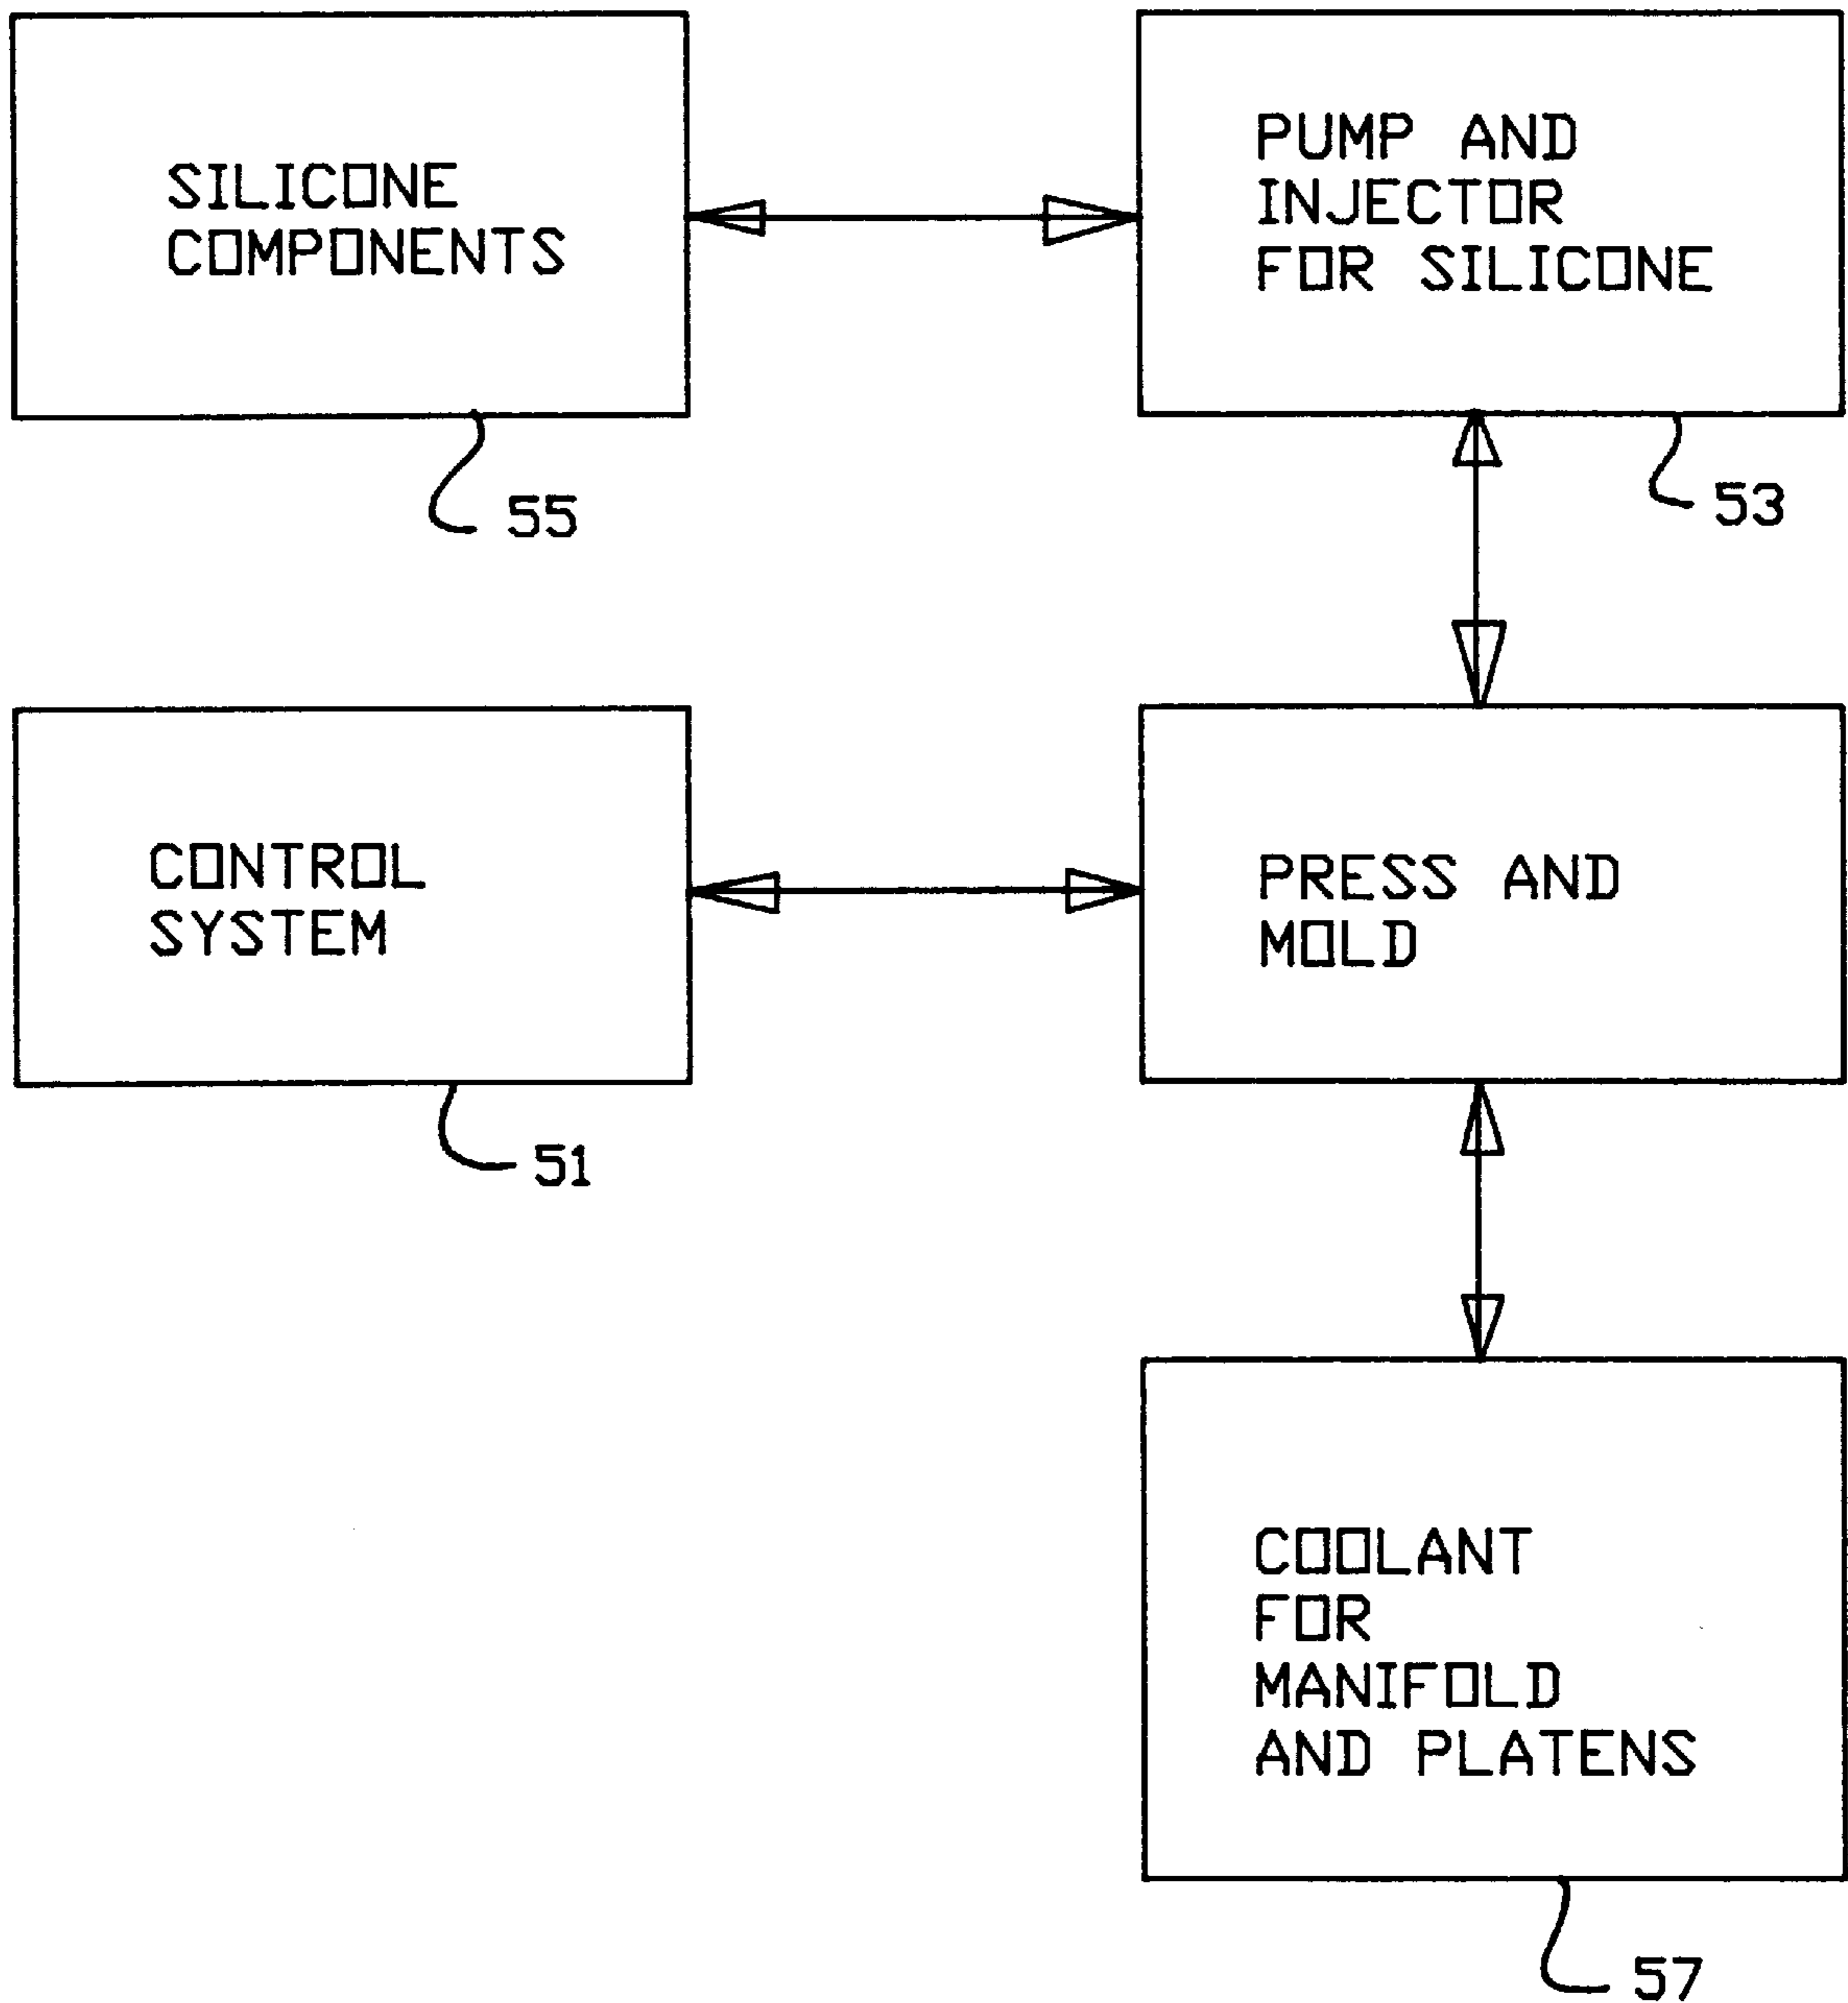 SILICONE
COMPONENTS
55
PUMP AND
INJECTOR
FOR SILICONE
53
CONTROL
SYSTEM
51
PRESS AND
MOLD
COOLANT
FOR
MANIFOLD
AND PLATENS
57